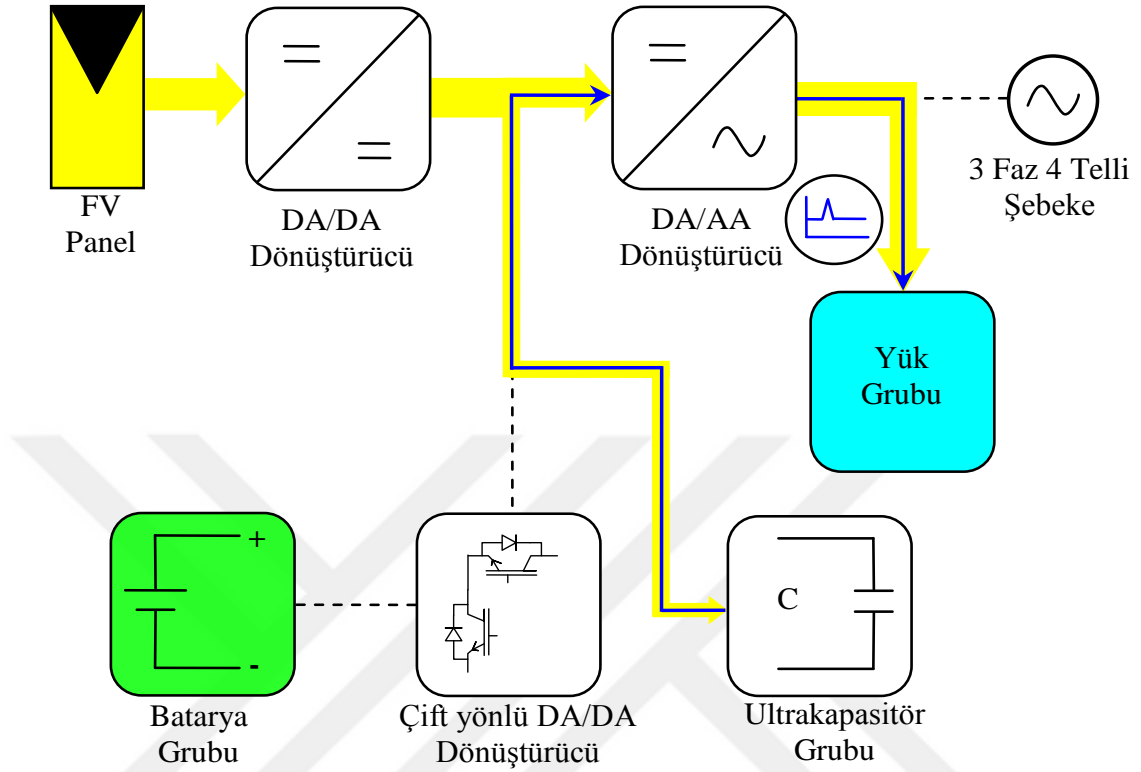 FV
Panel
DA/DA
Dönüştürücü
DA/AA
Dönüştürücü
3 Faz 4 Telli
Şebeke
Yük
Grubu
+
-
C
Batarya
Grubu
Çift yönlü DA/DA
Dönüştürücü
Ultrakapasitör
Grubu